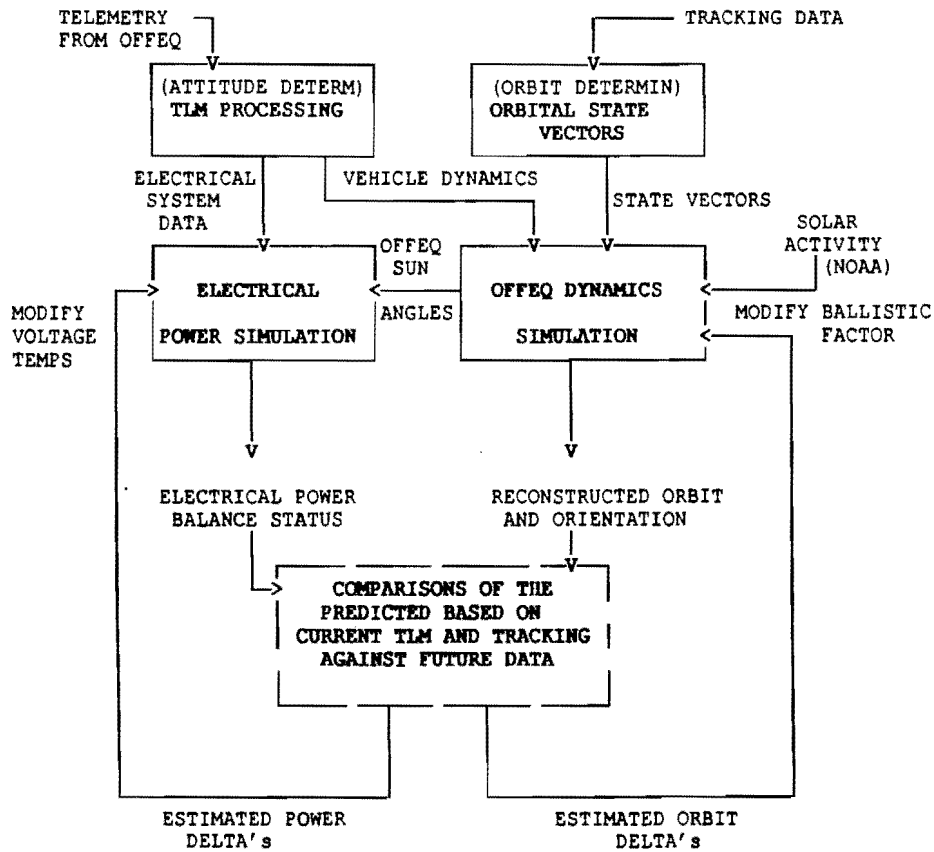 TELEMETRY
FROM OFFEQ
TRACKING DATA
(ATTITUDE DETERM)
TLM PROCESSING
(ORBIT DETERMIN)
ORBITAL STATE
VECTORS
ELECTRICAL
SYSTEM
DATA
VEHICLE DYNAMICS
STATE VECTORS
SOLAR
ACTIVITY
(NOAA)
OFFEQ
SUN
ANGLES
ELECTRICAL
POWER SIMULATION
OFFEQ DYNAMICS
SIMULATION
MODIFY
VOLTAGE
TEMPS
MODIFY BALLISTIC
FACTOR
ELECTRICAL POWER
BALANCE STATUS
RECONSTRUCTED ORBIT
AND ORIENTATION
COMPARISONS OF THE
PREDICTED BASED ON
CURRENT TLM AND TRACKING
AGAINST FUTURE DATA
ESTIMATED POWER
DELTA's
ESTIMATED ORBIT
DELTA's